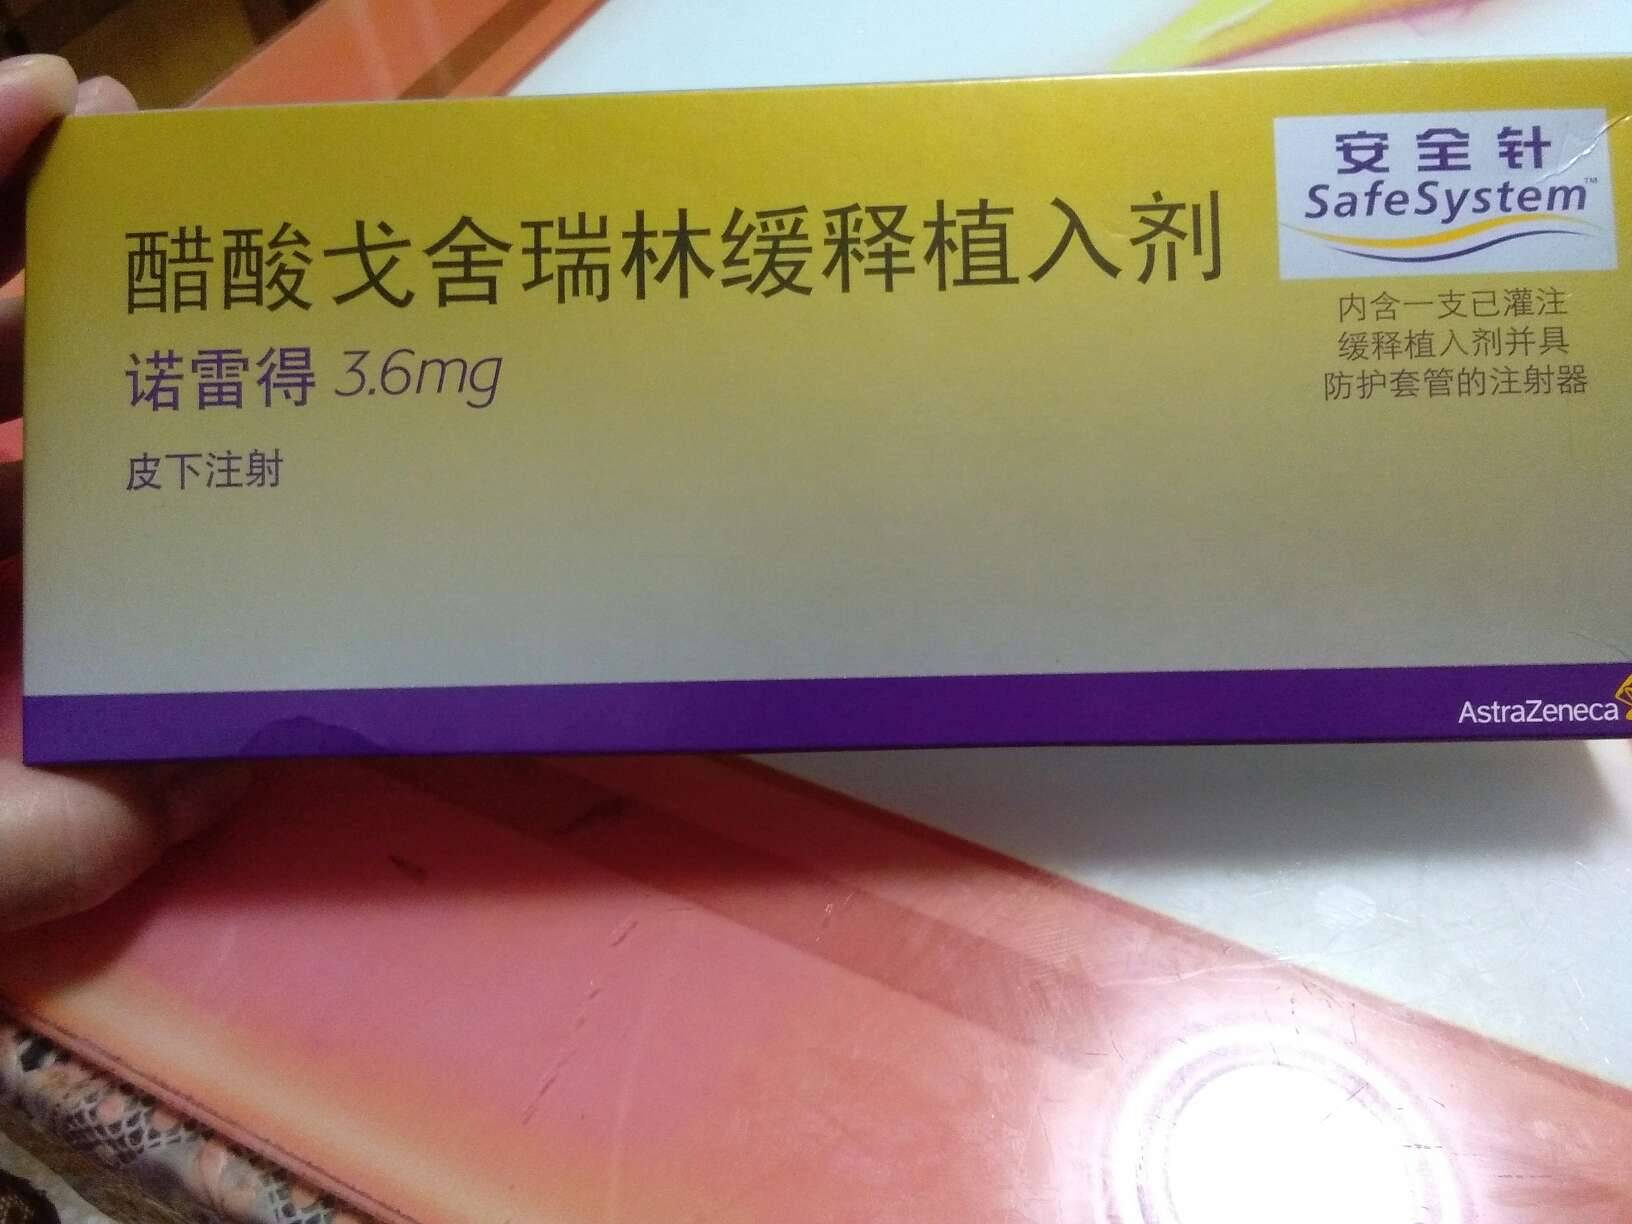 安全针
SafeSystem™
醋酸戈舍瑞林缓释植入剂
内含一支已灌注
缓释植入剂并具
防护套管的注射器
诺雷得 3.6mg
皮下注射
AstraZeneca